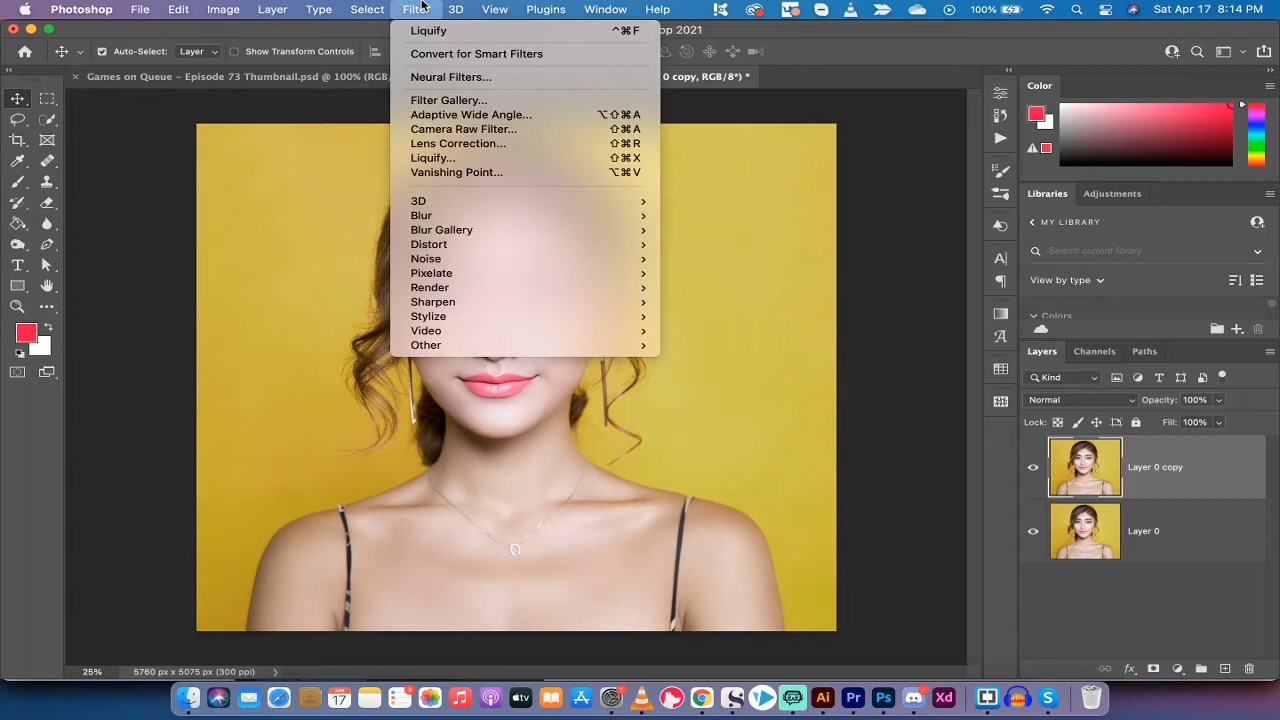 Photoshop File Edit Image Layer Type Select Filter 3D View Plugins Window Help 100% Sat Apr 17 8:14 PM
op 2021
Auto-Select: Layer Show Transform Controls
Games on Queue - Episode 73 Thumbnail.psd @ 100% (RGB/ 0 copy, RGB/8*) *
Liquify ^⌘F
Convert for Smart Filters
Neural Filters...
Filter Gallery...
Adaptive Wide Angle... ⌥⇧⌘A
Camera Raw Filter... ⇧⌘A
Lens Correction... ⇧⌘R
Liquify... ⇧⌘X
Vanishing Point... ⌥⌘V
3D
Blur
Blur Gallery
Distort
Noise
Pixelate
Render
Sharpen
Stylize
Video
Other
Color
Libraries Adjustments
MY LIBRARY
Search current library
View by type
Colors
Layers Channels Paths
Kind
Normal Opacity: 100%
Lock: Fill: 100%
Layer 0 copy
Layer 0
25% 5760 px x 5075 px (300 ppi)
APR
17
Ai Pr Ps Xd